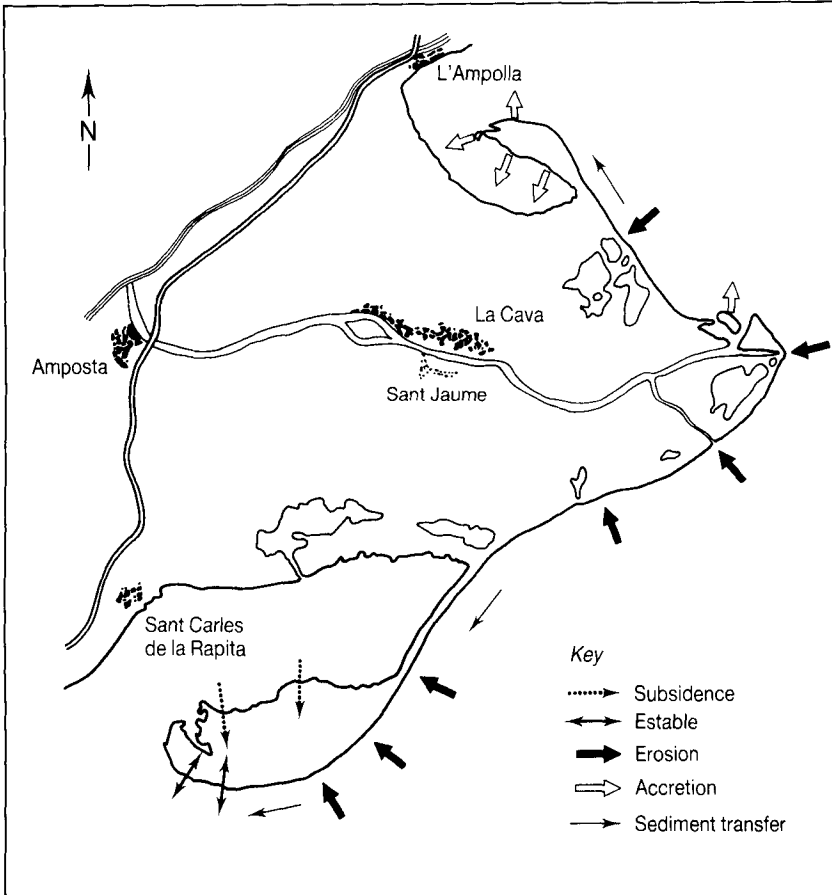 L'Ampolla
N
La Cava
Amposta
Sant Jaume
Sant Carles
de la Rapita
Key
Subsidence
Estable
Erosion
Accretion
Sediment transfer